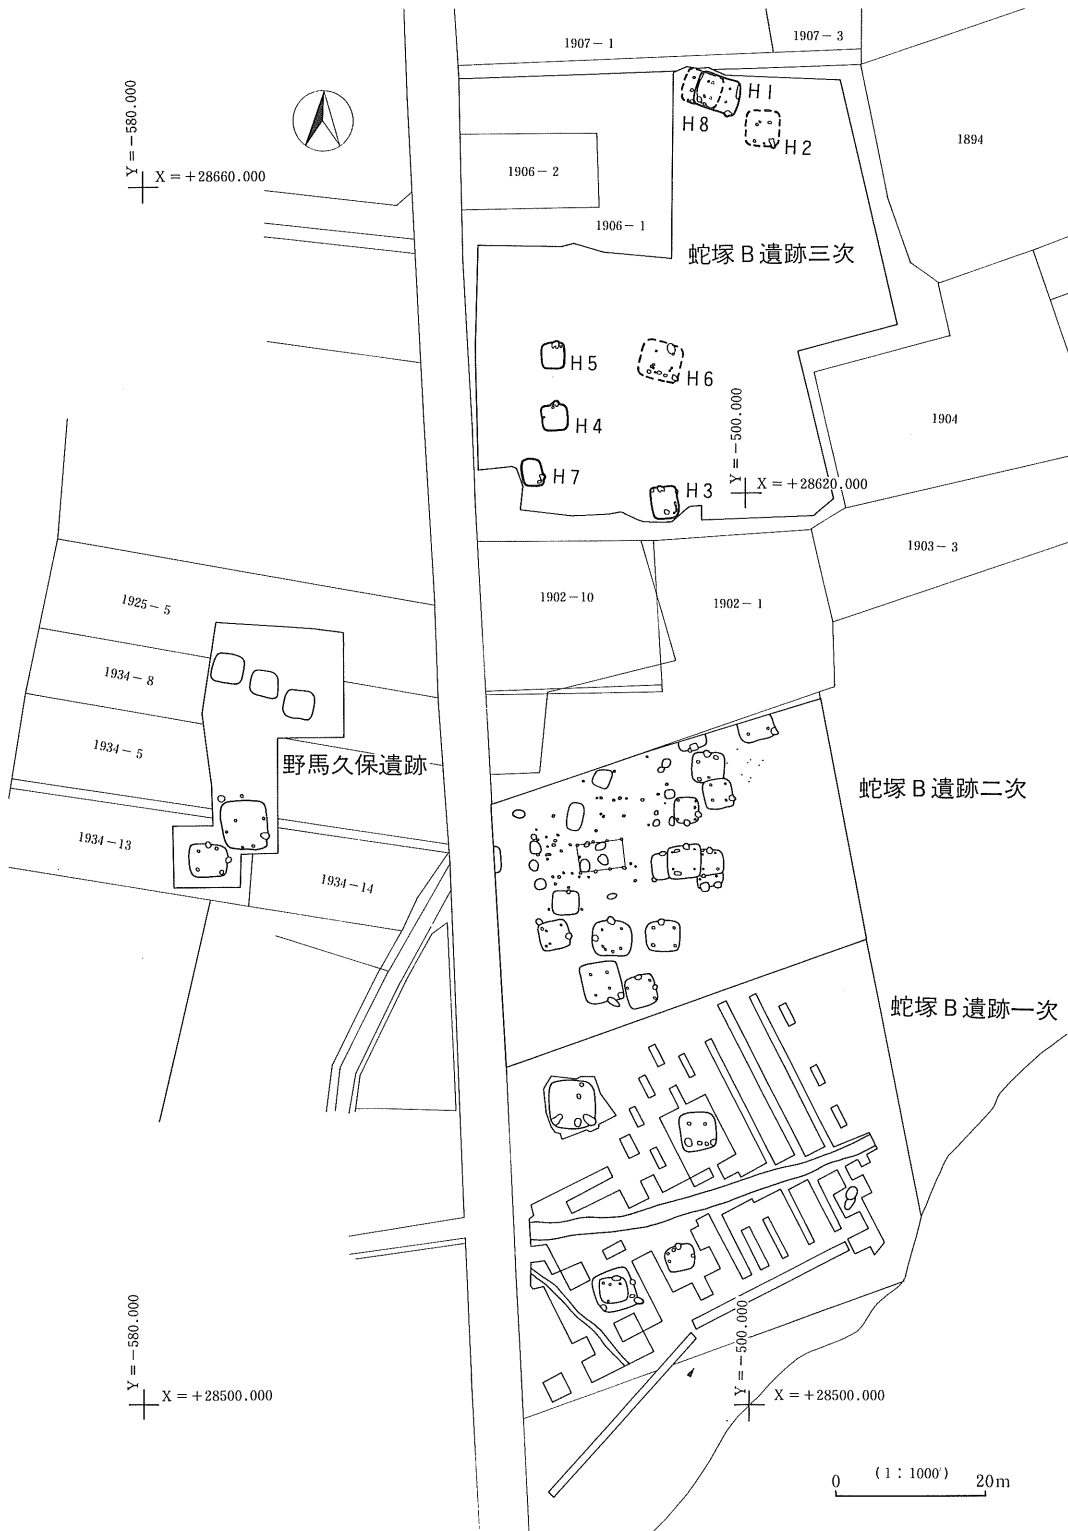 1907-1
1907-3
Y=-580.000
X=+28660.000
H1
H8
H2
1894
1906-2
1906-1
蛇塚B遺跡三次
H5
H6
H4
Y=-500.000
1904
H7
H3
X=+28620.000
1903-3
1925-5
1902-10
1902-1
1934-8
1934-5
野馬久保遺跡
蛇塚B遺跡二次
1934-13
1934-14
蛇塚B遺跡一次
Y=-580.000
X=+28500.000
Y=-500.000
X=+28500.000
(1:1000)
0 20m